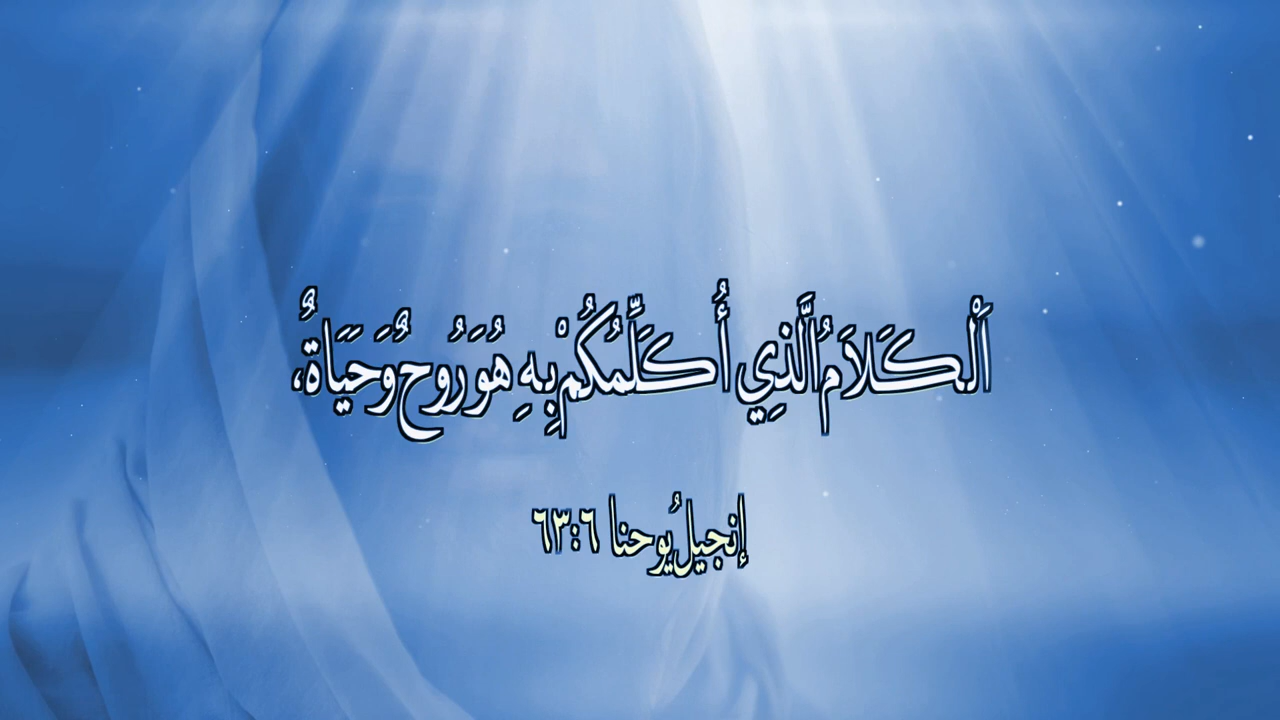 اَلْكَلاَمُ الَّذِي أُكَلِّمُكُمْ بِهِ هُوَ رُوحٌ وَحَيَاةٌ،
إنجيلُ يوحنا ٦٣:٦